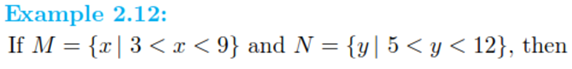 Example 2.12:
If M = {x | 3 < x < 9} and N = {y | 5 < y < 12}, then